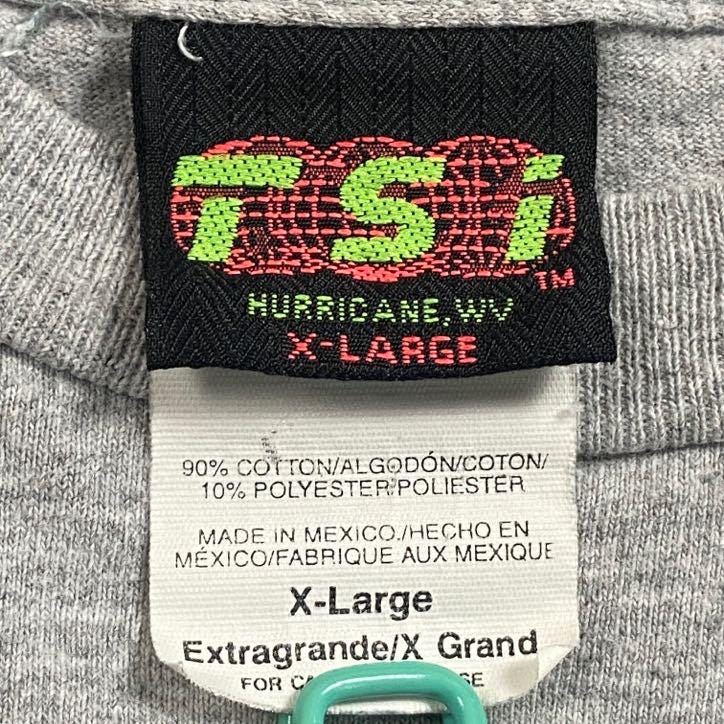 TSi
TM
HURRICANE, WV
X-LARGE
90% COTTON/ALGODÓN/COTON/
10% POLYESTER/POLIESTER
MADE IN MEXICO./HECHO EN
MÉXICO/FABRIQUE AUX MEXIQUE
X-Large
Extragrande/X Grand
FOR